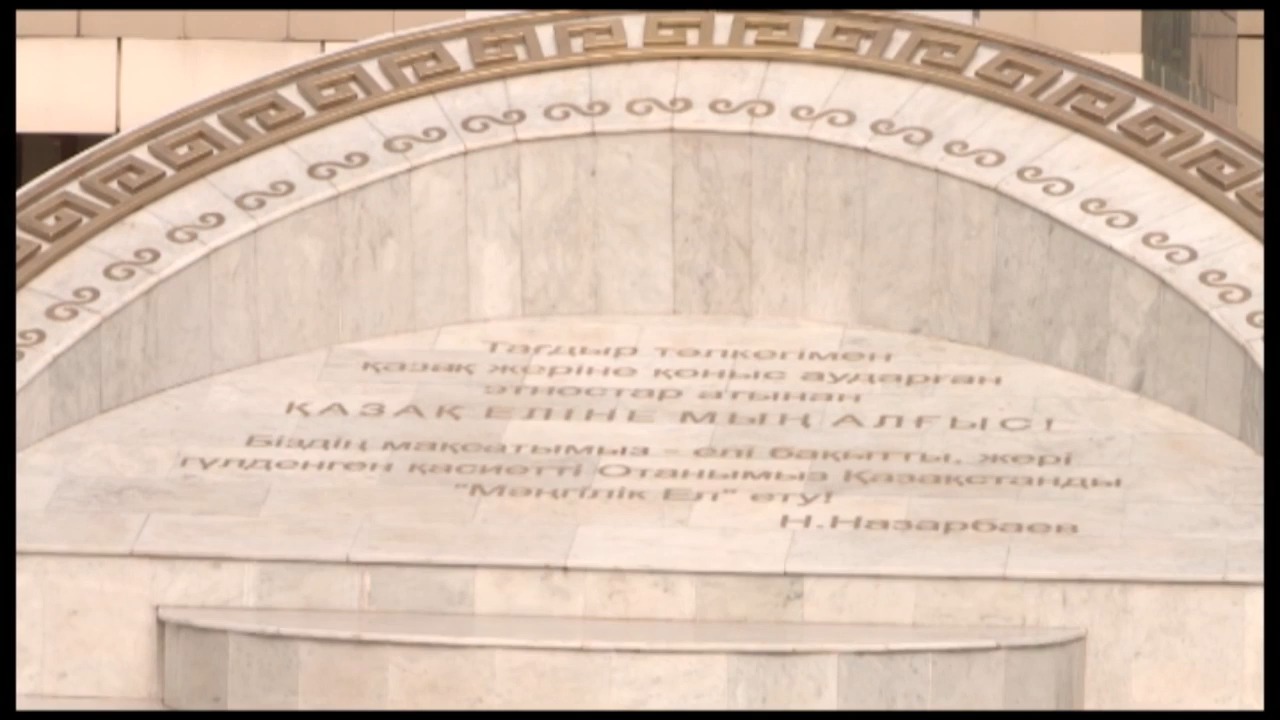 Тағдыр тәлкегімен
қазақ жеріне қоныс аударған
этностар атынан
ҚАЗАҚ ЕЛІНЕ МЫҢ АЛҒЫС!
Біздің мақсатымыз - елі бақытты, жері
гүлденген қасиетті Отанымыз Қазақстанды
"Мәңгілік Ел" ету!
Н.Назарбаев